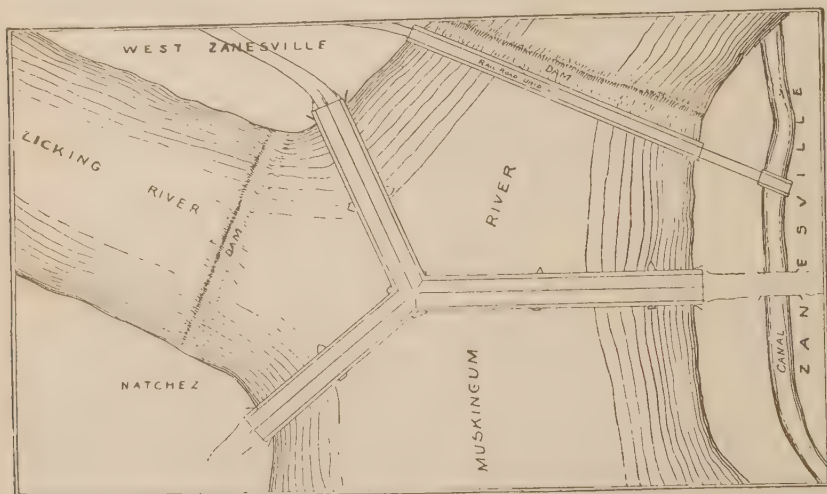 WEST ZANESVILLE
LICKING RIVER
DAM
DAM
RAIL ROAD
RIVER
MUSKINGUM
NATCHEZ
CANAL
ZANESVILLE